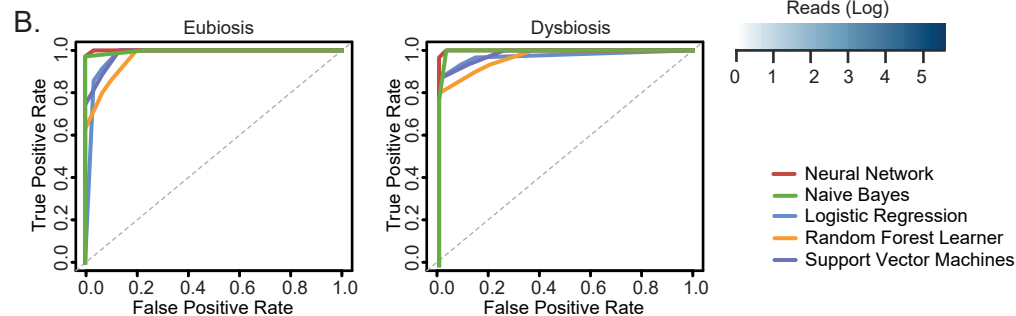 B.
Eubiosis
True Positive Rate
1.0
0.8
0.6
0.4
0.2
0.0
0.0 0.2 0.4 0.6 0.8 1.0
False Positive Rate
Dysbiosis
True Positive Rate
1.0
0.8
0.6
0.4
0.2
0.0
0.0 0.2 0.4 0.6 0.8 1.0
False Positive Rate
Reads (Log)
0 1 2 3 4 5
Neural Network
Naive Bayes
Logistic Regression
Random Forest Learner
Support Vector Machines